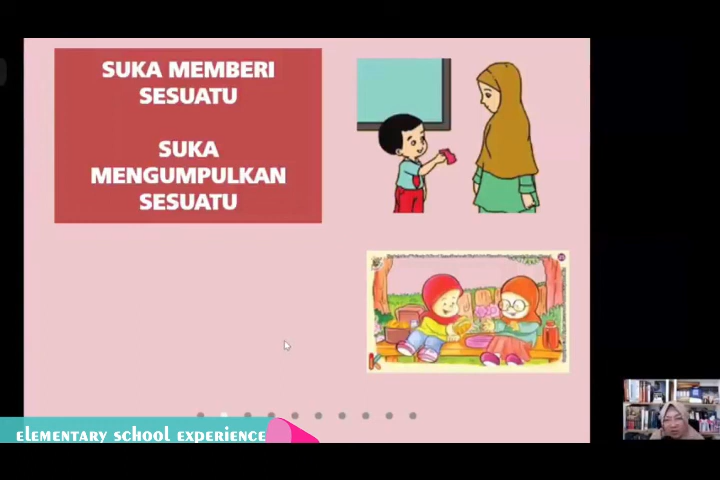 SUKA MEMBERI
SESUATU
SUKA
MENGUMPULKAN
SESUATU
ELEMENTARY SCHOOL EXPERIENCE